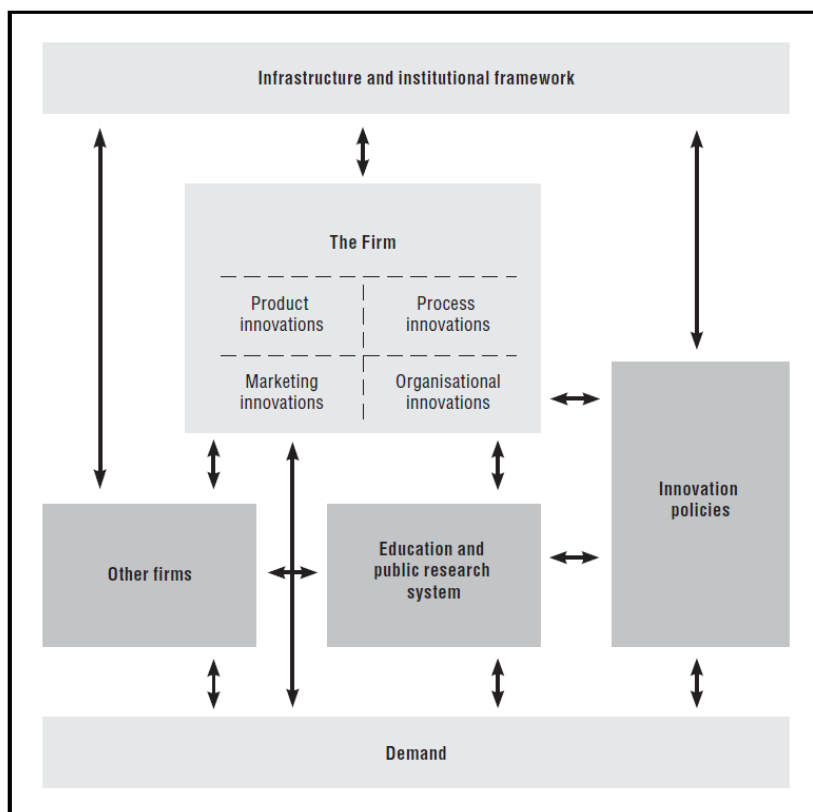 Infrastructure and institutional framework
The Firm
Product
innovations
Process
innovations
Marketing
innovations
Organisational
innovations
Other firms
Education and
public research
system
Innovation
policies
Demand